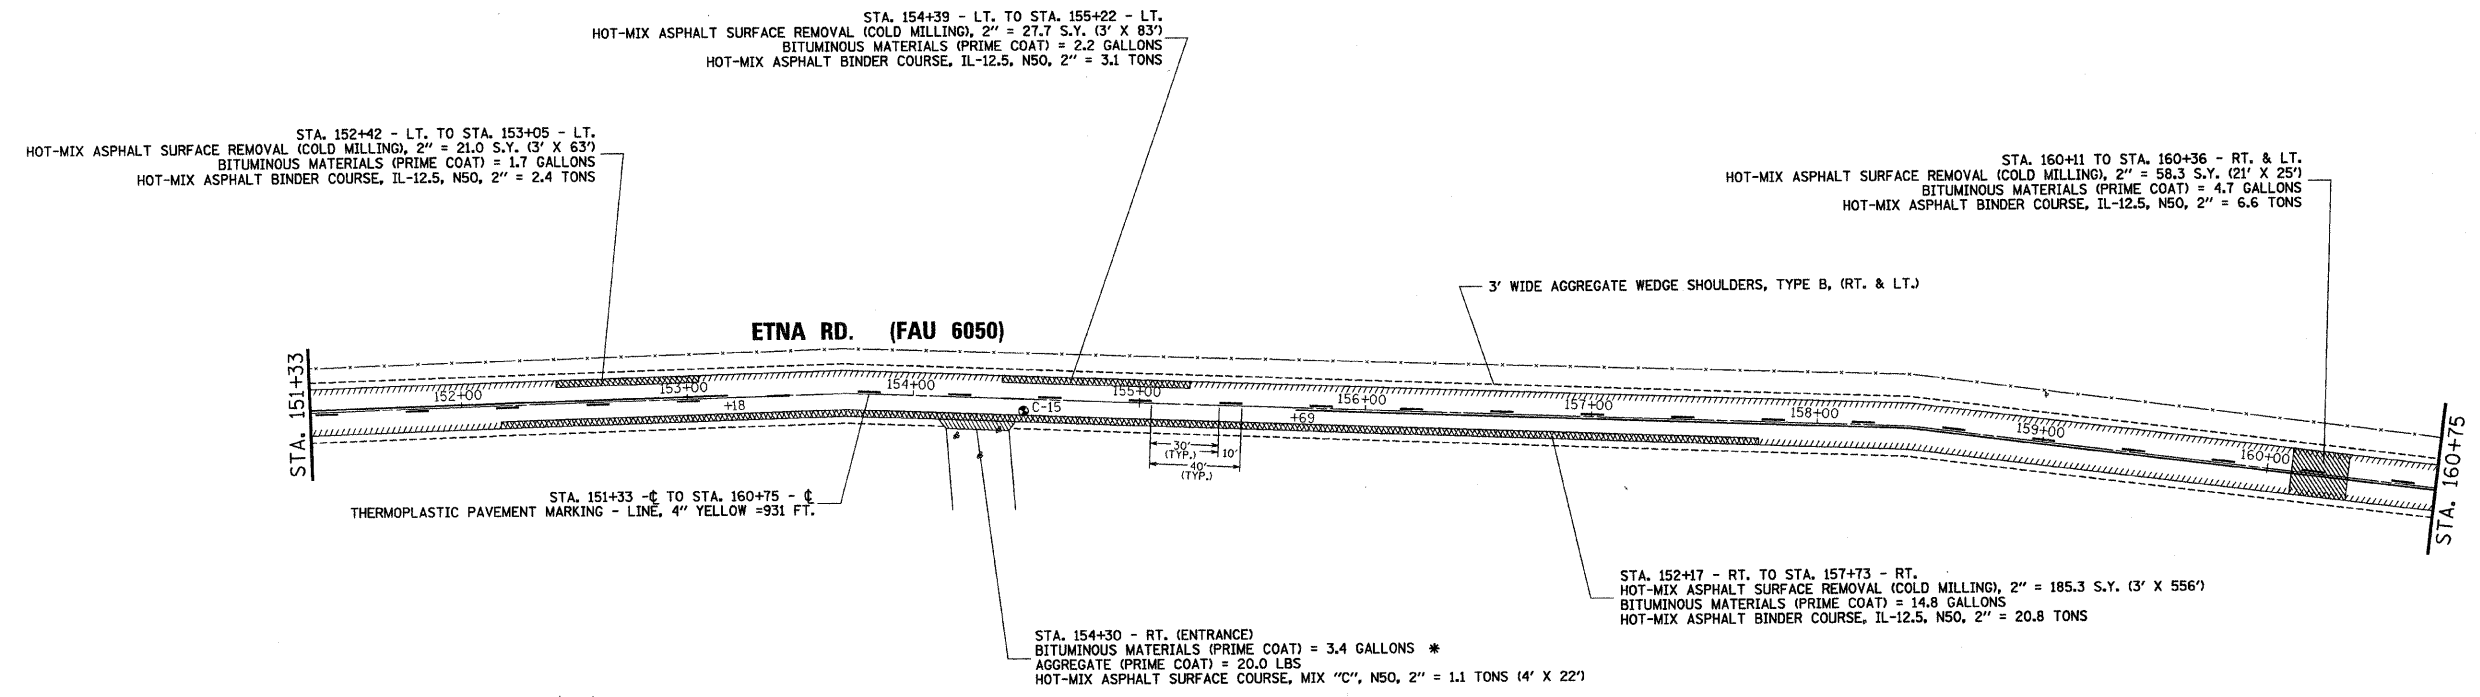 STA. 154+39 - LT. TO STA. 155+22 - LT.
HOT-MIX ASPHALT SURFACE REMOVAL (COLD MILLING), 2" = 27.7 S.Y. (3' X 83')
BITUMINOUS MATERIALS (PRIME COAT) = 2.2 GALLONS
HOT-MIX ASPHALT BINDER COURSE, IL-12.5, N50, 2" = 3.1 TONS
STA. 152+42 - LT. TO STA. 153+05 - LT.
HOT-MIX ASPHALT SURFACE REMOVAL (COLD MILLING), 2" = 21.0 S.Y. (3' X 63')
BITUMINOUS MATERIALS (PRIME COAT) = 1.7 GALLONS
HOT-MIX ASPHALT BINDER COURSE, IL-12.5, N50, 2" = 2.4 TONS
STA. 160+11 TO STA. 160+36 - RT. & LT.
HOT-MIX ASPHALT SURFACE REMOVAL (COLD MILLING), 2" = 58.3 S.Y. (21' X 25')
BITUMINOUS MATERIALS (PRIME COAT) = 4.7 GALLONS
HOT-MIX ASPHALT BINDER COURSE, IL-12.5, N50, 2" = 6.6 TONS
3' WIDE AGGREGATE WEDGE SHOULDERS, TYPE B, (RT. & LT.)
ETNA RD. (FAU 6050)
STA. 151+33
152+00
153+00
+18
154+00
C-15
155+00
156+00
+69
157+00
158+00
159+00
160+00
STA. 160+75
30'
(TYP.)
10'
40'
(TYP.)
STA. 151+33 -℄ TO STA. 160+75 - ℄
THERMOPLASTIC PAVEMENT MARKING - LINE, 4" YELLOW =931 FT.
STA. 152+17 - RT. TO STA. 157+73 - RT.
HOT-MIX ASPHALT SURFACE REMOVAL (COLD MILLING), 2" = 185.3 S.Y. (3' X 556')
BITUMINOUS MATERIALS (PRIME COAT) = 14.8 GALLONS
HOT-MIX ASPHALT BINDER COURSE, IL-12.5, N50, 2" = 20.8 TONS
STA. 154+30 - RT. (ENTRANCE)
BITUMINOUS MATERIALS (PRIME COAT) = 3.4 GALLONS *
AGGREGATE (PRIME COAT) = 20.0 LBS
HOT-MIX ASPHALT SURFACE COURSE, MIX "C", N50, 2" = 1.1 TONS (4' X 22')